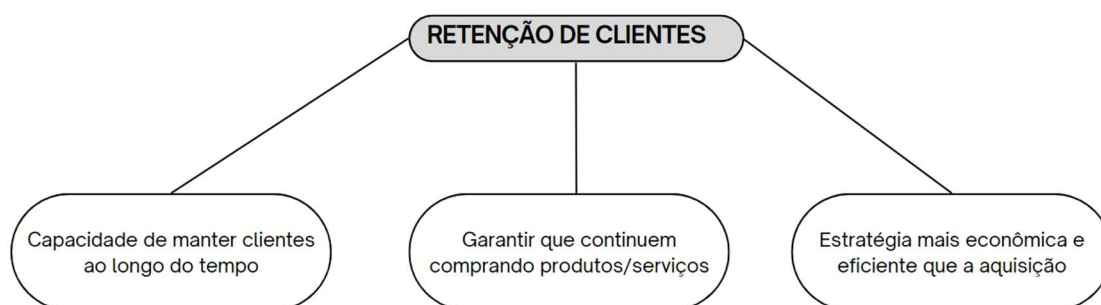 RETENÇÃO DE CLIENTES
Capacidade de manter clientes
ao longo do tempo
Garantir que continuem
comprando produtos/serviços
Estratégia mais econômica e
eficiente que a aquisição